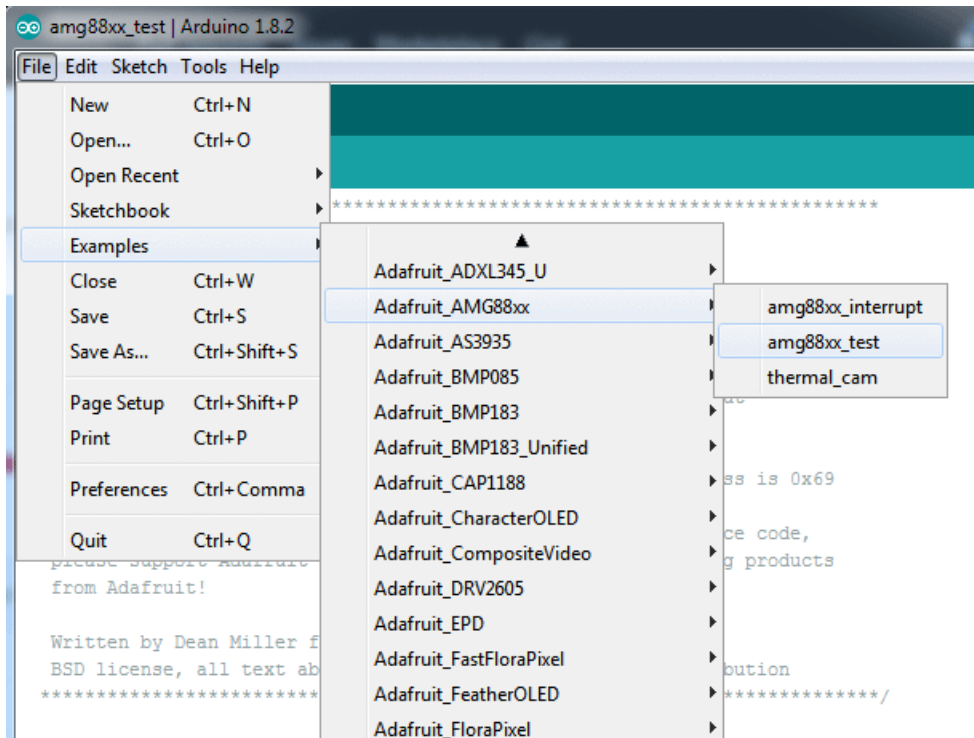 amg88xx_test | Arduino 1.8.2
File Edit Sketch Tools Help
New Ctrl+N
Open... Ctrl+O
Open Recent
Sketchbook
Examples
Close Ctrl+W
Save Ctrl+S
Save As... Ctrl+Shift+S
Page Setup Ctrl+Shift+P
Print Ctrl+P
Preferences Ctrl+Comma
Quit Ctrl+Q
Adafruit_ADXL345_U
Adafruit_AMG88xx
Adafruit_AS3935
Adafruit_BMP085
Adafruit_BMP183
Adafruit_BMP183_Unified
Adafruit_CAP1188
Adafruit_CharacterOLED
Adafruit_CompositeVideo
Adafruit_DRV2605
Adafruit_EPD
Adafruit_FastFloraPixel
Adafruit_FeatherOLED
Adafruit_FloraPixel
amg88xx_interrupt
amg88xx_test
thermal_cam
*************************************************
ss is 0x69
ce code,
please support Adafruit g products
from Adafruit!
Written by Dean Miller f
BSD license, all text ab bution
************************* **************/